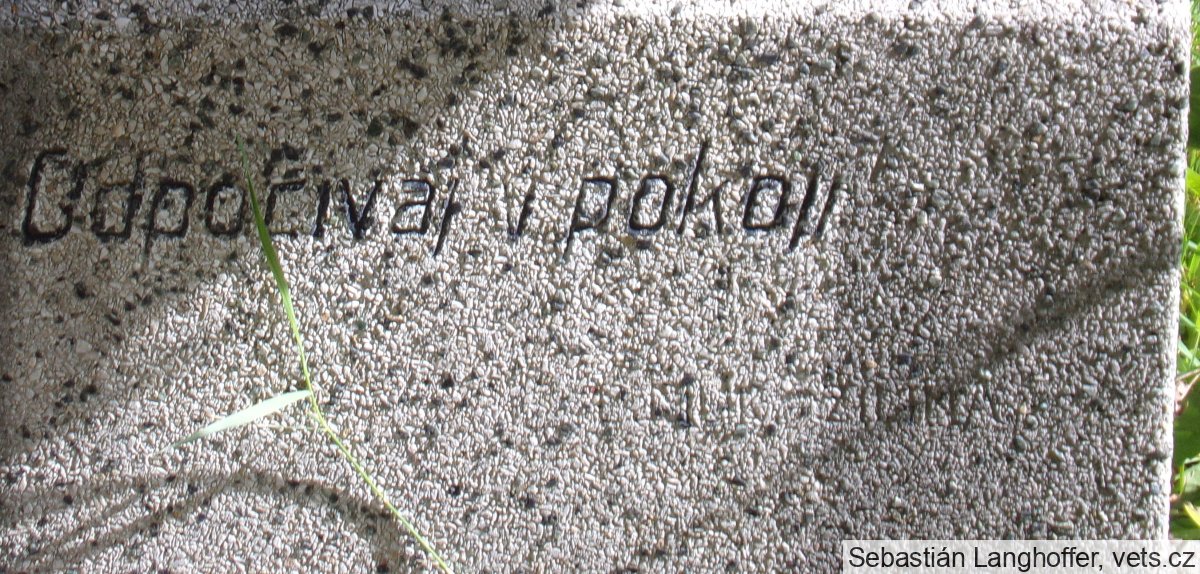 Odpočívaj v pokoji
Sebastián Langhoffer, vets.cz